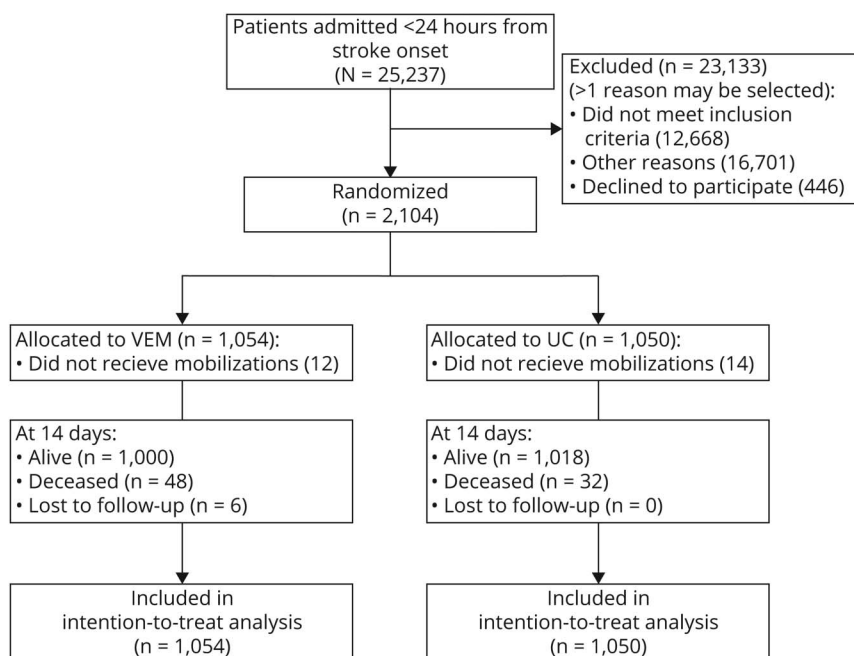 Patients admitted <24 hours from
stroke onset
(N = 25,237)
Excluded (n = 23,133)
(>1 reason may be selected):
• Did not meet inclusion
criteria (12,668)
• Other reasons (16,701)
• Declined to participate (446)
Randomized
(n = 2,104)
Allocated to VEM (n = 1,054):
• Did not recieve mobilizations (12)
Allocated to UC (n = 1,050):
• Did not recieve mobilizations (14)
At 14 days:
• Alive (n = 1,000)
• Deceased (n = 48)
• Lost to follow-up (n = 6)
At 14 days:
• Alive (n = 1,018)
• Deceased (n = 32)
• Lost to follow-up (n = 0)
Included in
intention-to-treat analysis
(n = 1,054)
Included in
intention-to-treat analysis
(n = 1,050)